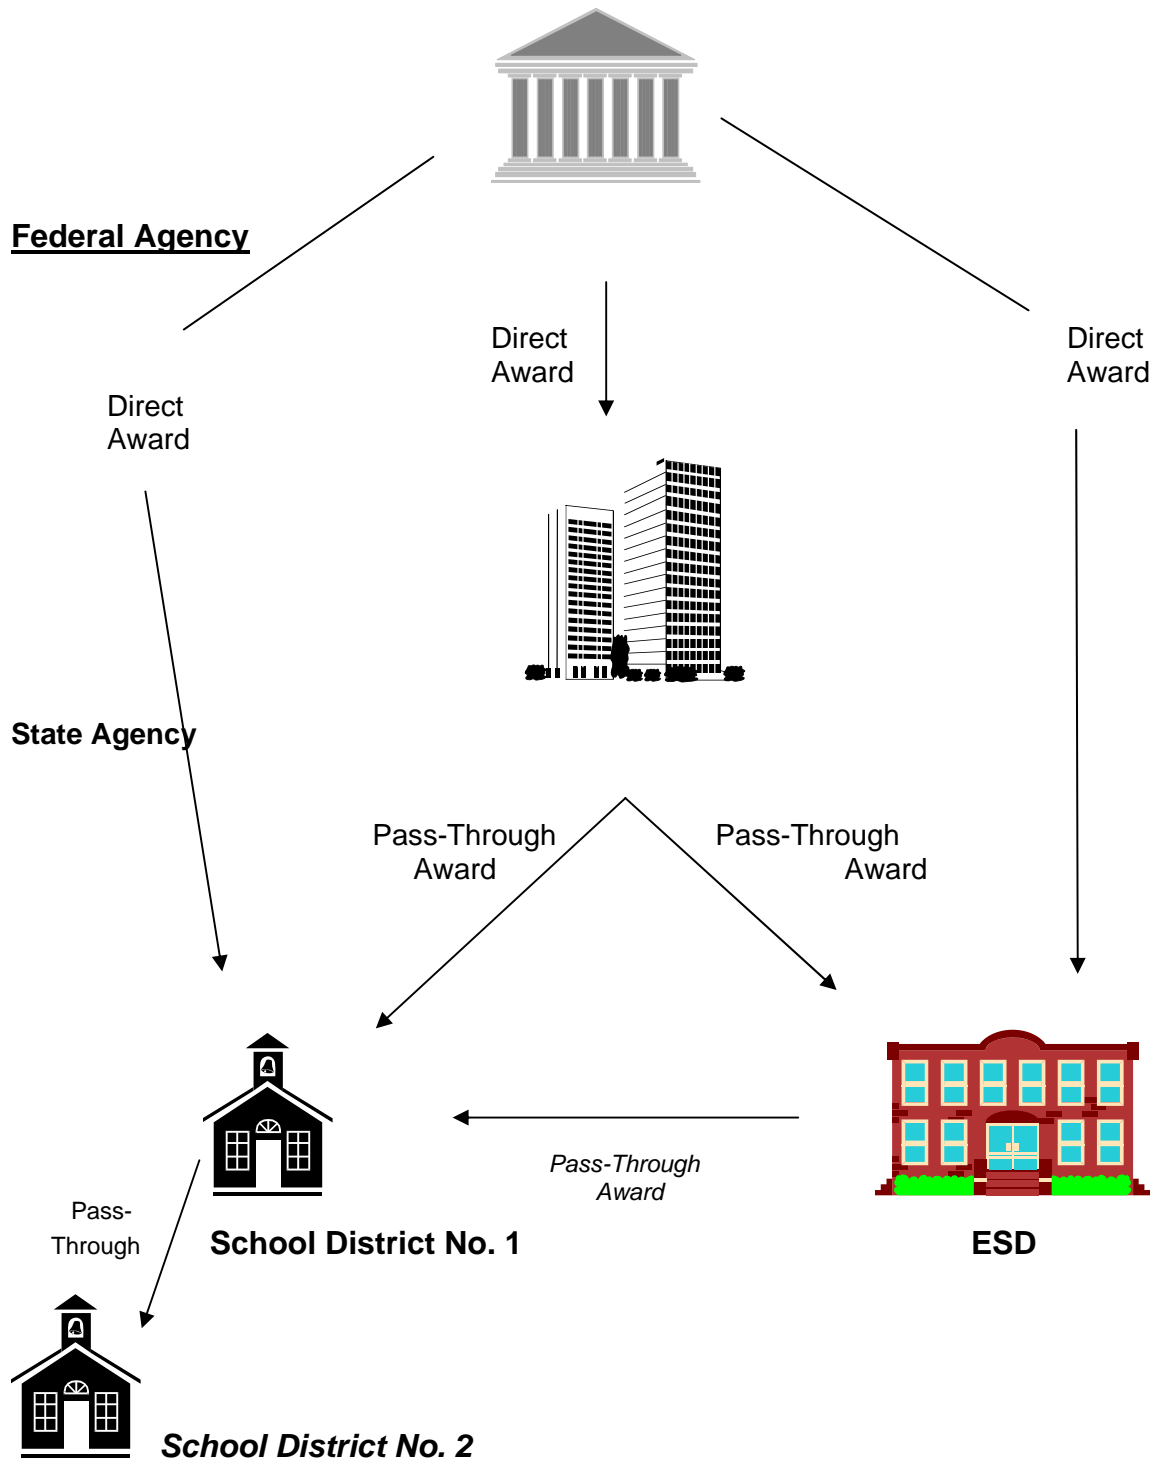 Federal Agency
Direct
Award
Direct
Award
Direct
Award
State Agency
Pass-Through
Award
Pass-Through
Award
Pass-Through
Award
Pass-
Through
School District No. 1
ESD
School District No. 2